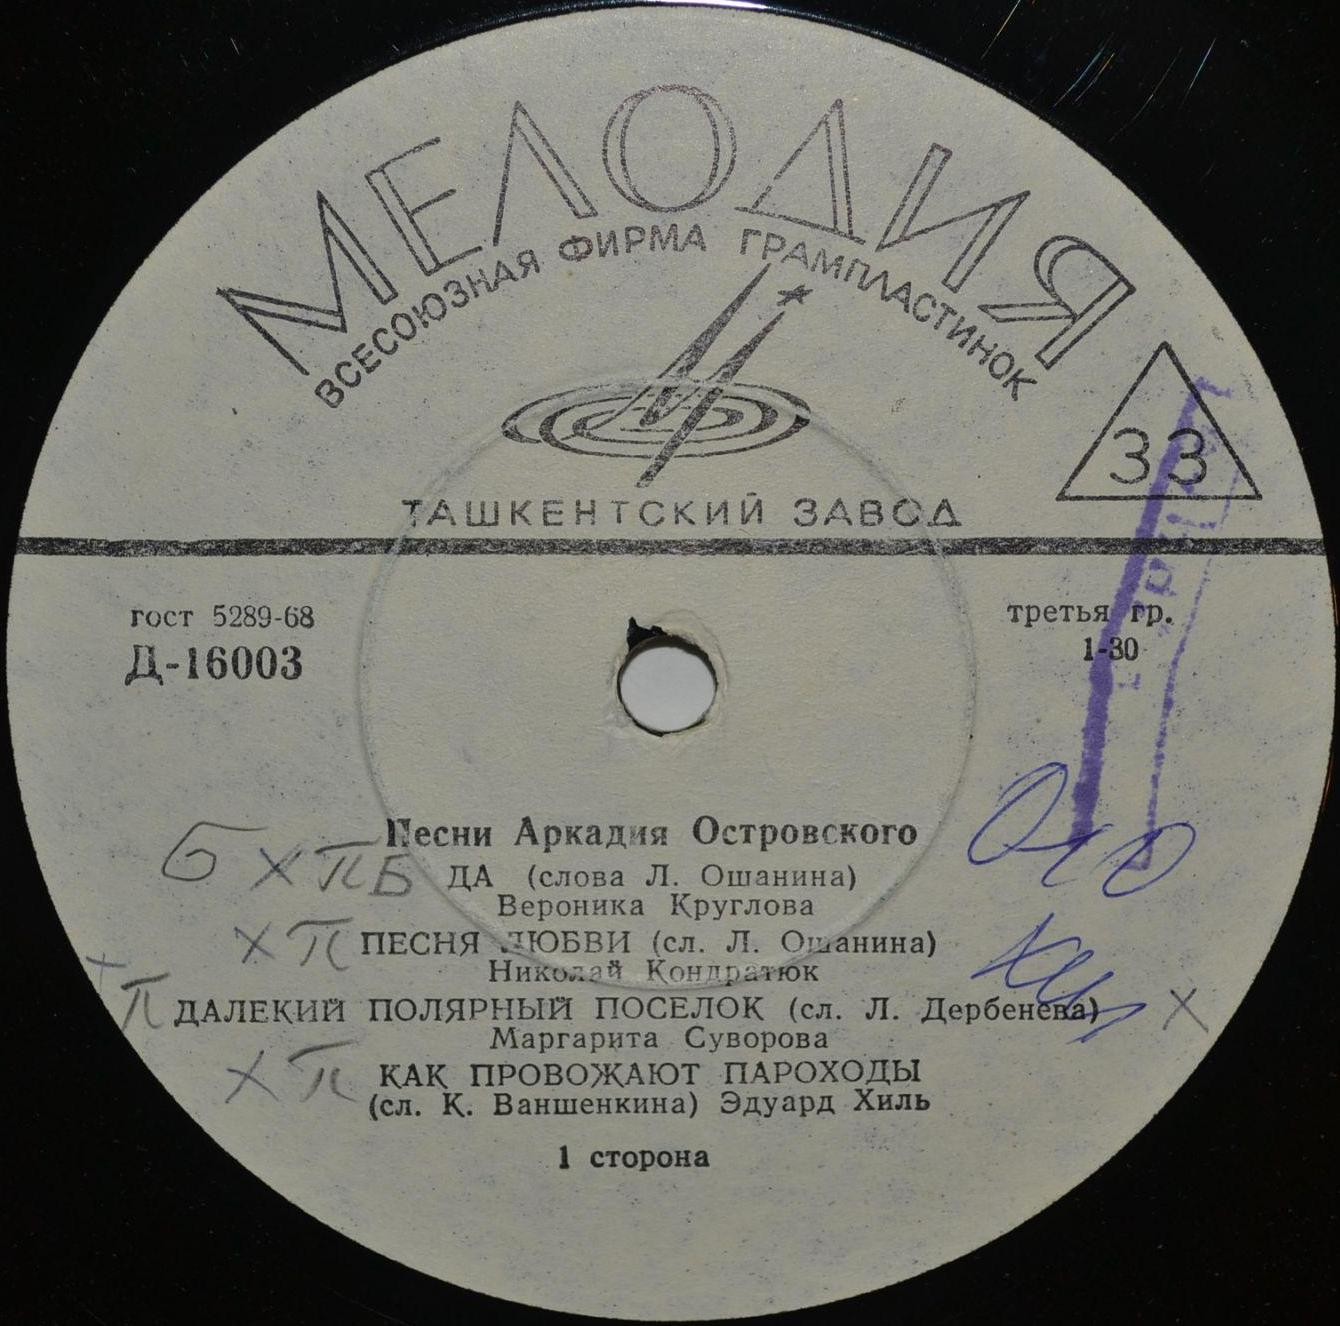 МЕЛОДИЯ
ВСЕСОЮЗНАЯ ФИРМА ГРАМПЛАСТИНОК
33
ТАШКЕНТСКИЙ ЗАВОД
гост 5289-68
третья гр.
Д-16003
1-30
Песни Аркадия Островского
Б х П Б
ДА (слова Л. Ошанина)
Вероника Круглова
х П
ПЕСНЯ ЛЮБВИ (сл. Л. Ошанина)
Николай Кондратюк
+ П
ДАЛЕКИЙ ПОЛЯРНЫЙ ПОСЕЛОК (сл. Л. Дербенева)
х
Маргарита Суворова
х П
КАК ПРОВОЖАЮТ ПАРОХОДЫ
(сл. К. Ваншенкина) Эдуард Хиль
1 сторона